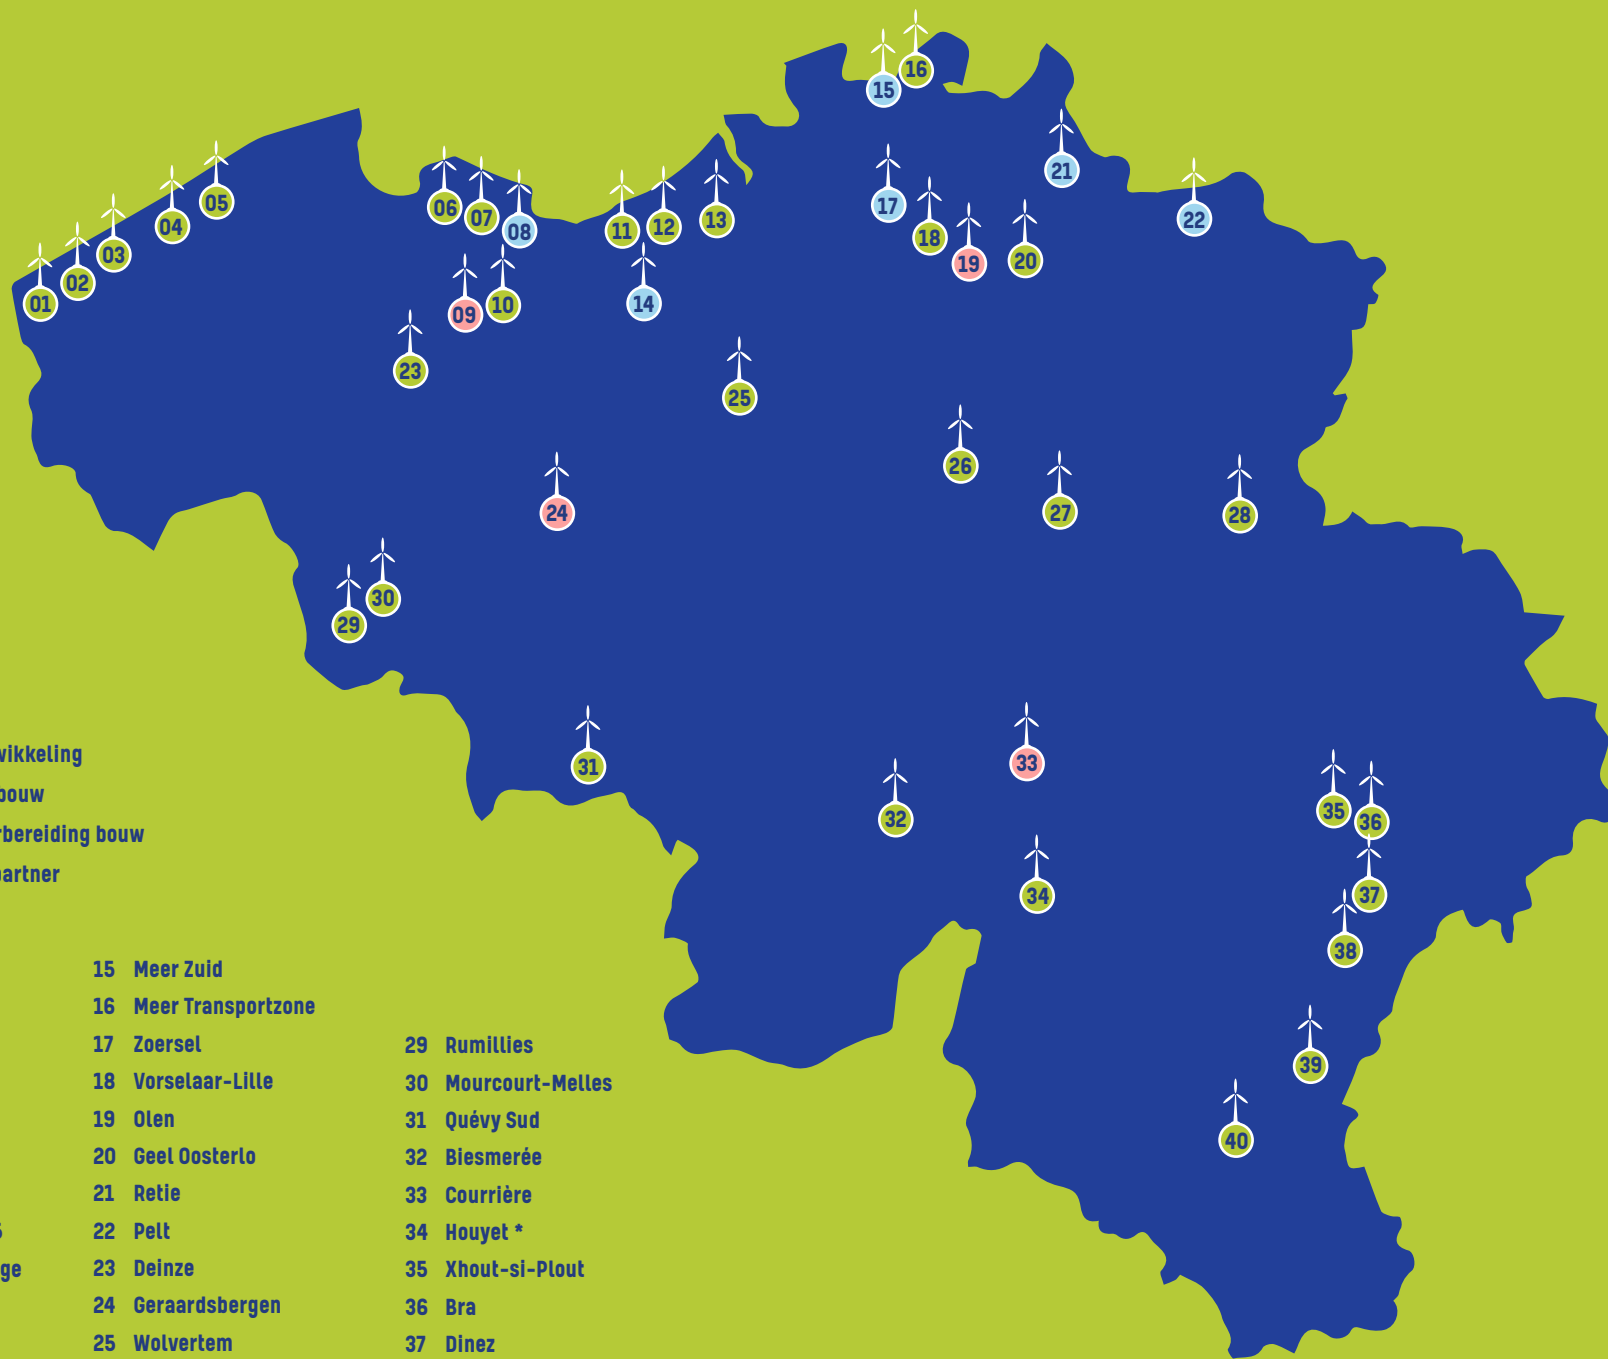 16
15
21
05
17
06
22
04
07
13
12
08
11
18
03
20
19
02
01
14
10
09
23
25
26
27
24
28
30
29
33
31
35
32
36
37
34
38
39
40
bouw
bereiding bouw
artner
15 Meer Zuid
16 Meer Transportzone
17 Zoersel
18 Vorselaar-Lille
19 Olen
20 Geel Oosterlo
21 Retie
22 Pelt
23 Deinze
24 Geraardsbergen
25 Wolvertem
29 Rumillies
30 Mourcourt-Melles
31 Quévy Sud
32 Biesmerée
33 Courrière
34 Houyet *
35 Xhout-si-Plout
36 Bra
37 Dinez